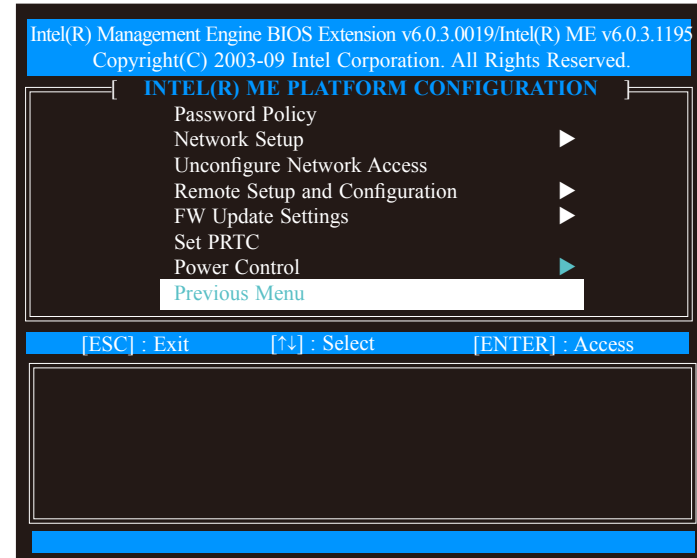 Intel(R) Management Engine BIOS Extension v6.0.3.0019/Intel(R) ME v6.0.3.1195
Copyright(C) 2003-09 Intel Corporation. All Rights Reserved.
[ INTEL(R) ME PLATFORM CONFIGURATION ]
Password Policy
Network Setup ▶
Unconfigure Network Access
Remote Setup and Configuration ▶
FW Update Settings ▶
Set PRTC
Power Control ▶
Previous Menu
[ESC] : Exit [↑↓] : Select [ENTER] : Access